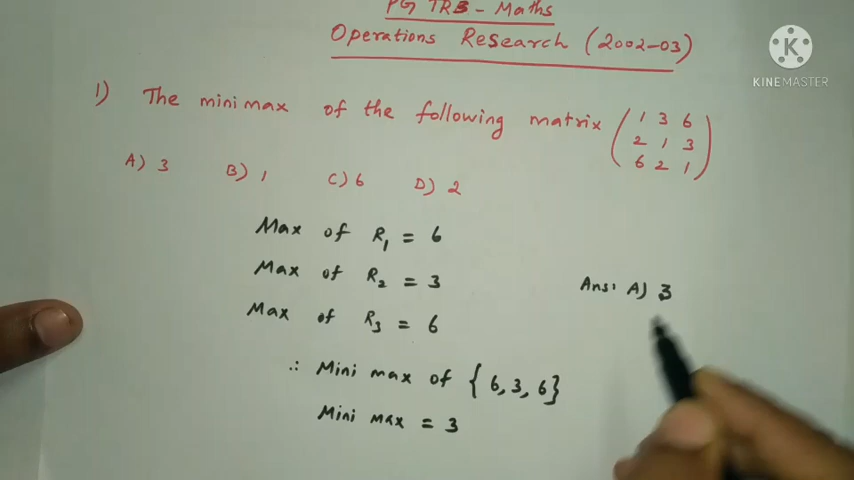 PG TRB - Maths
Operations Research (2002-03)
K
KINEMASTER
1) The minimax of the following matrix ( 1 3 6
2 1 3
6 2 1 )
A) 3 B) 1 C) 6 D) 2
Max of R₁ = 6
Max of R₂ = 3
Max of R₃ = 6
Ans: A) 3
∴ Mini max of { 6, 3, 6}
Mini max = 3